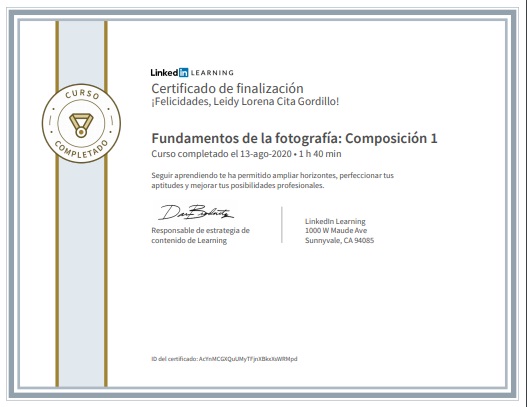 CURSO
COMPLETADO
Linked in LEARNING
Certificado de finalización
¡Felicidades, Leidy Lorena Cita Gordillo!
Fundamentos de la fotografía: Composición 1
Curso completado el 13-ago-2020 • 1 h 40 min
Seguir aprendiendo te ha permitido ampliar horizontes, perfeccionar tus
aptitudes y mejorar tus posibilidades profesionales.
Responsable de estrategia de
contenido de Learning
LinkedIn Learning
1000 W Maude Ave
Sunnyvale, CA 94085
ID del certificado: